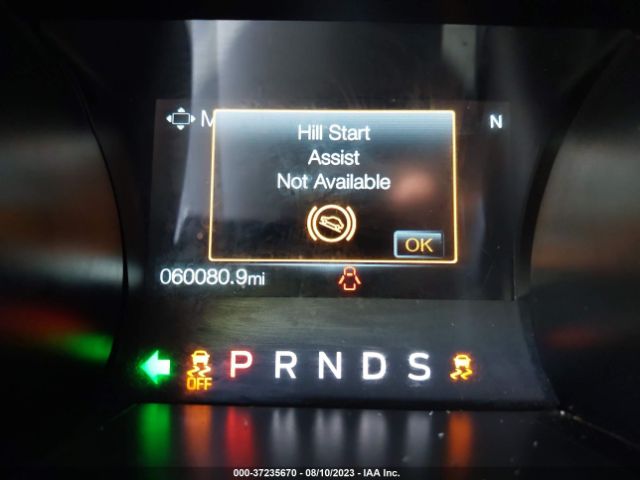 M
N
Hill Start
Assist
Not Available
OK
060080.9mi
OFF
P R N D S
000-37235670 - 08/10/2023 - IAA Inc.